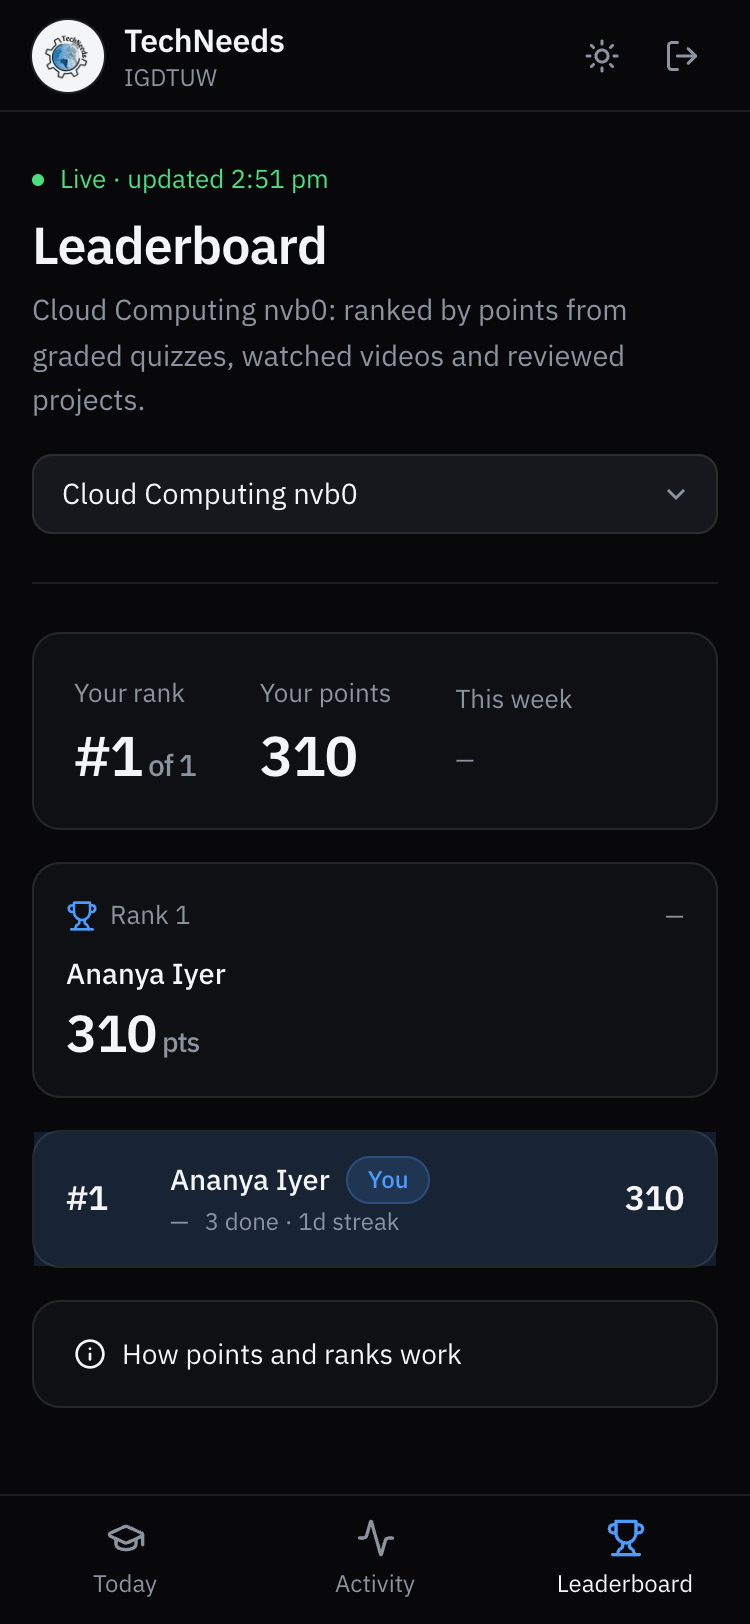 TechNeeds
TechNeeds
IGDTUW
Live · updated 2:51 pm
Leaderboard
Cloud Computing nvb0: ranked by points from
graded quizzes, watched videos and reviewed
projects.
Cloud Computing nvb0
Your rank Your points This week
#1 of 1 310 –
Rank 1 –
Ananya Iyer
310 pts
#1 Ananya Iyer You 310
– 3 done · 1d streak
How points and ranks work
Today Activity Leaderboard